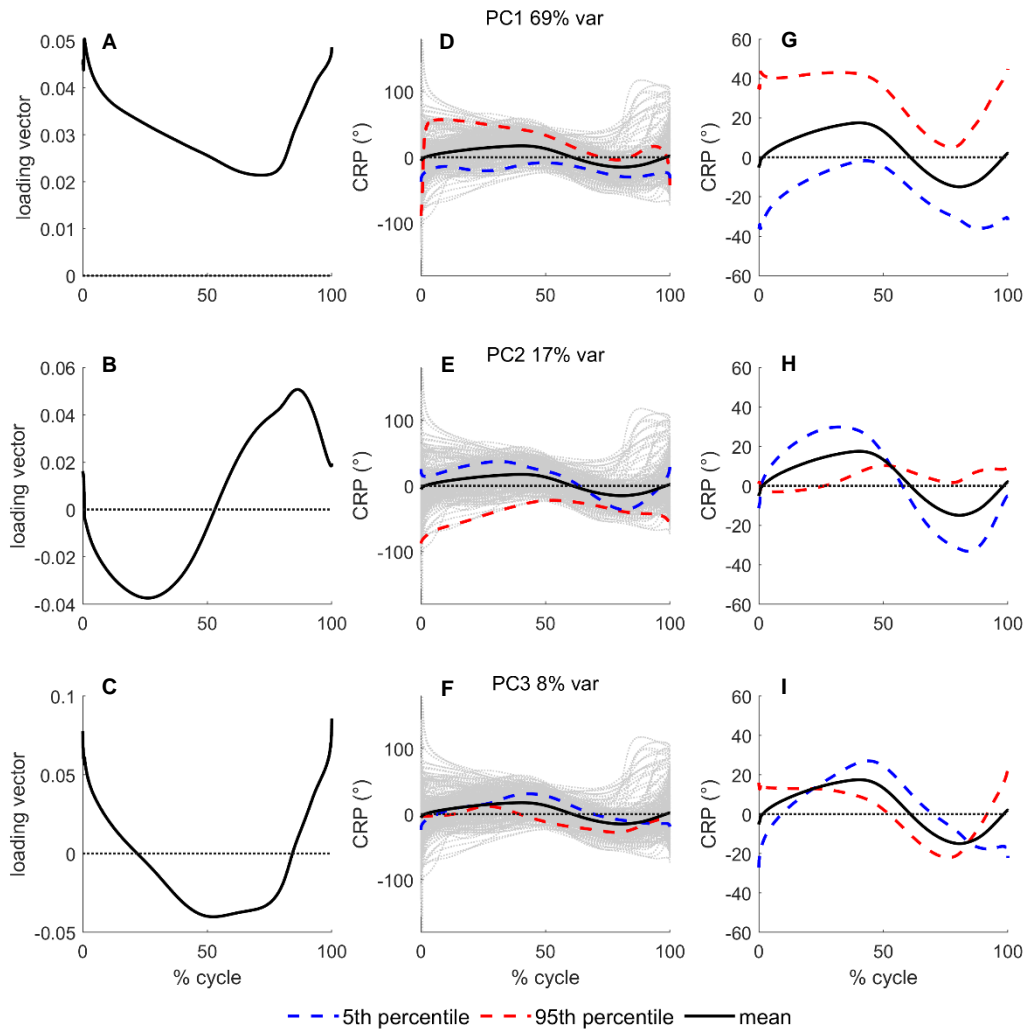 PC1 69% var
A
D
G
0.05
0.04
0.03
0.02
0.01
0
loading vector
0
50
100
100
0
-100
CRP (°)
0
50
100
60
40
20
0
-20
-40
-60
CRP (°)
0
50
100
PC2 17% var
B
E
H
0.06
0.04
0.02
0
-0.02
-0.04
loading vector
0
50
100
100
0
-100
CRP (°)
0
50
100
60
40
20
0
-20
-40
-60
CRP (°)
0
50
100
PC3 8% var
C
F
I
0.1
0.05
0
-0.05
loading vector
0
50
100
% cycle
100
0
-100
CRP (°)
0
50
100
% cycle
60
40
20
0
-20
-40
-60
CRP (°)
0
50
100
% cycle
5th percentile 95th percentile mean